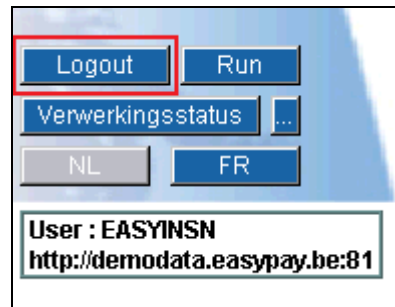 Logout Run
Verwerkingsstatus ...
NL FR
User : EASYINSN
http://demodata.easypay.be:81